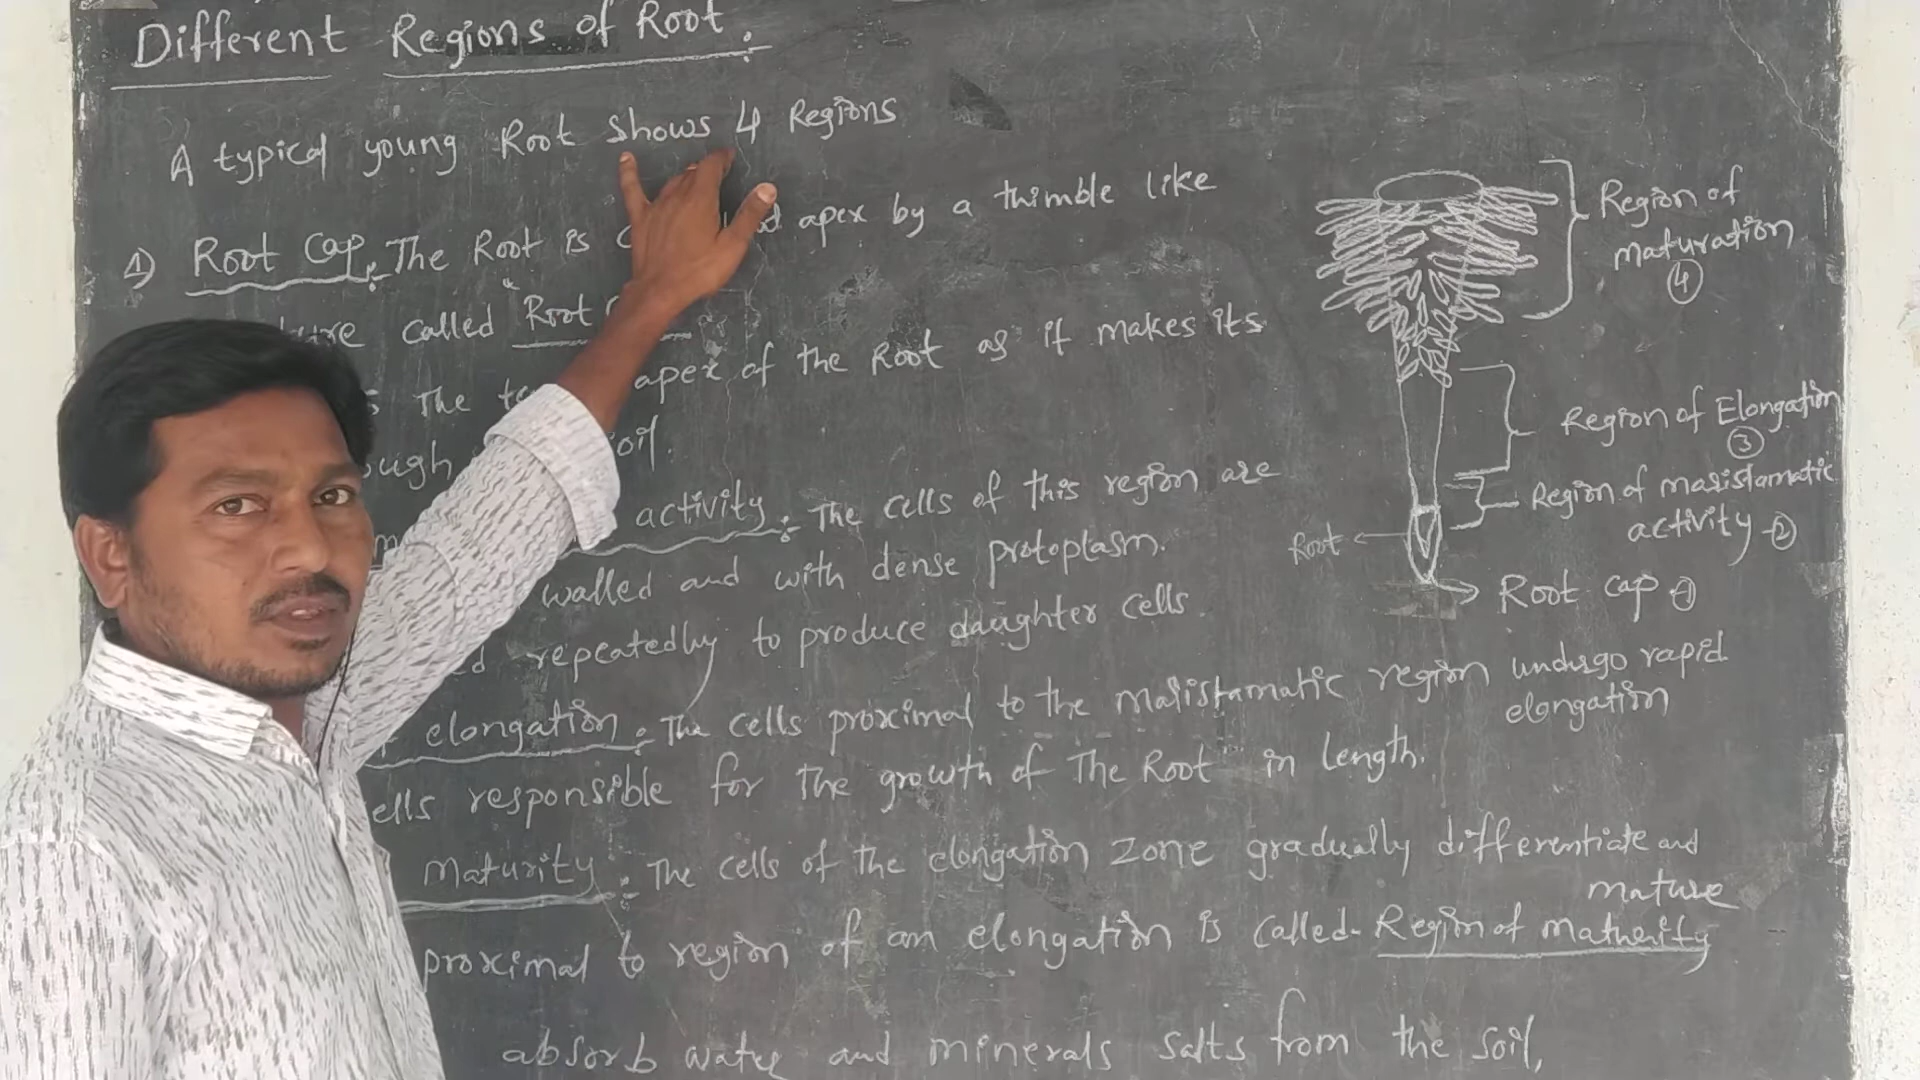 Different Regions of Root:
A typical young Root shows 4 Regions
1) Root Cap: The Root is apex by a thimble like
called "Root
The apex of the Root as it makes its
oil.
activity: The cells of this region are
walled and with dense protoplasm.
repeatedly to produce daughter cells.
elongation: The cells proximal to the maristamatic region undergo rapid
elongation
ells responsible for the growth of The Root in length.
Maturity: The cells of the elongation zone gradually differentiate and
mature
proximal to region of an elongation is called Region of maturity
absorb water and minerals salts from the soil,
Region of
maturation
4
Region of Elongation
3
Region of maristamatic
activity -2
Root
Root cap -1